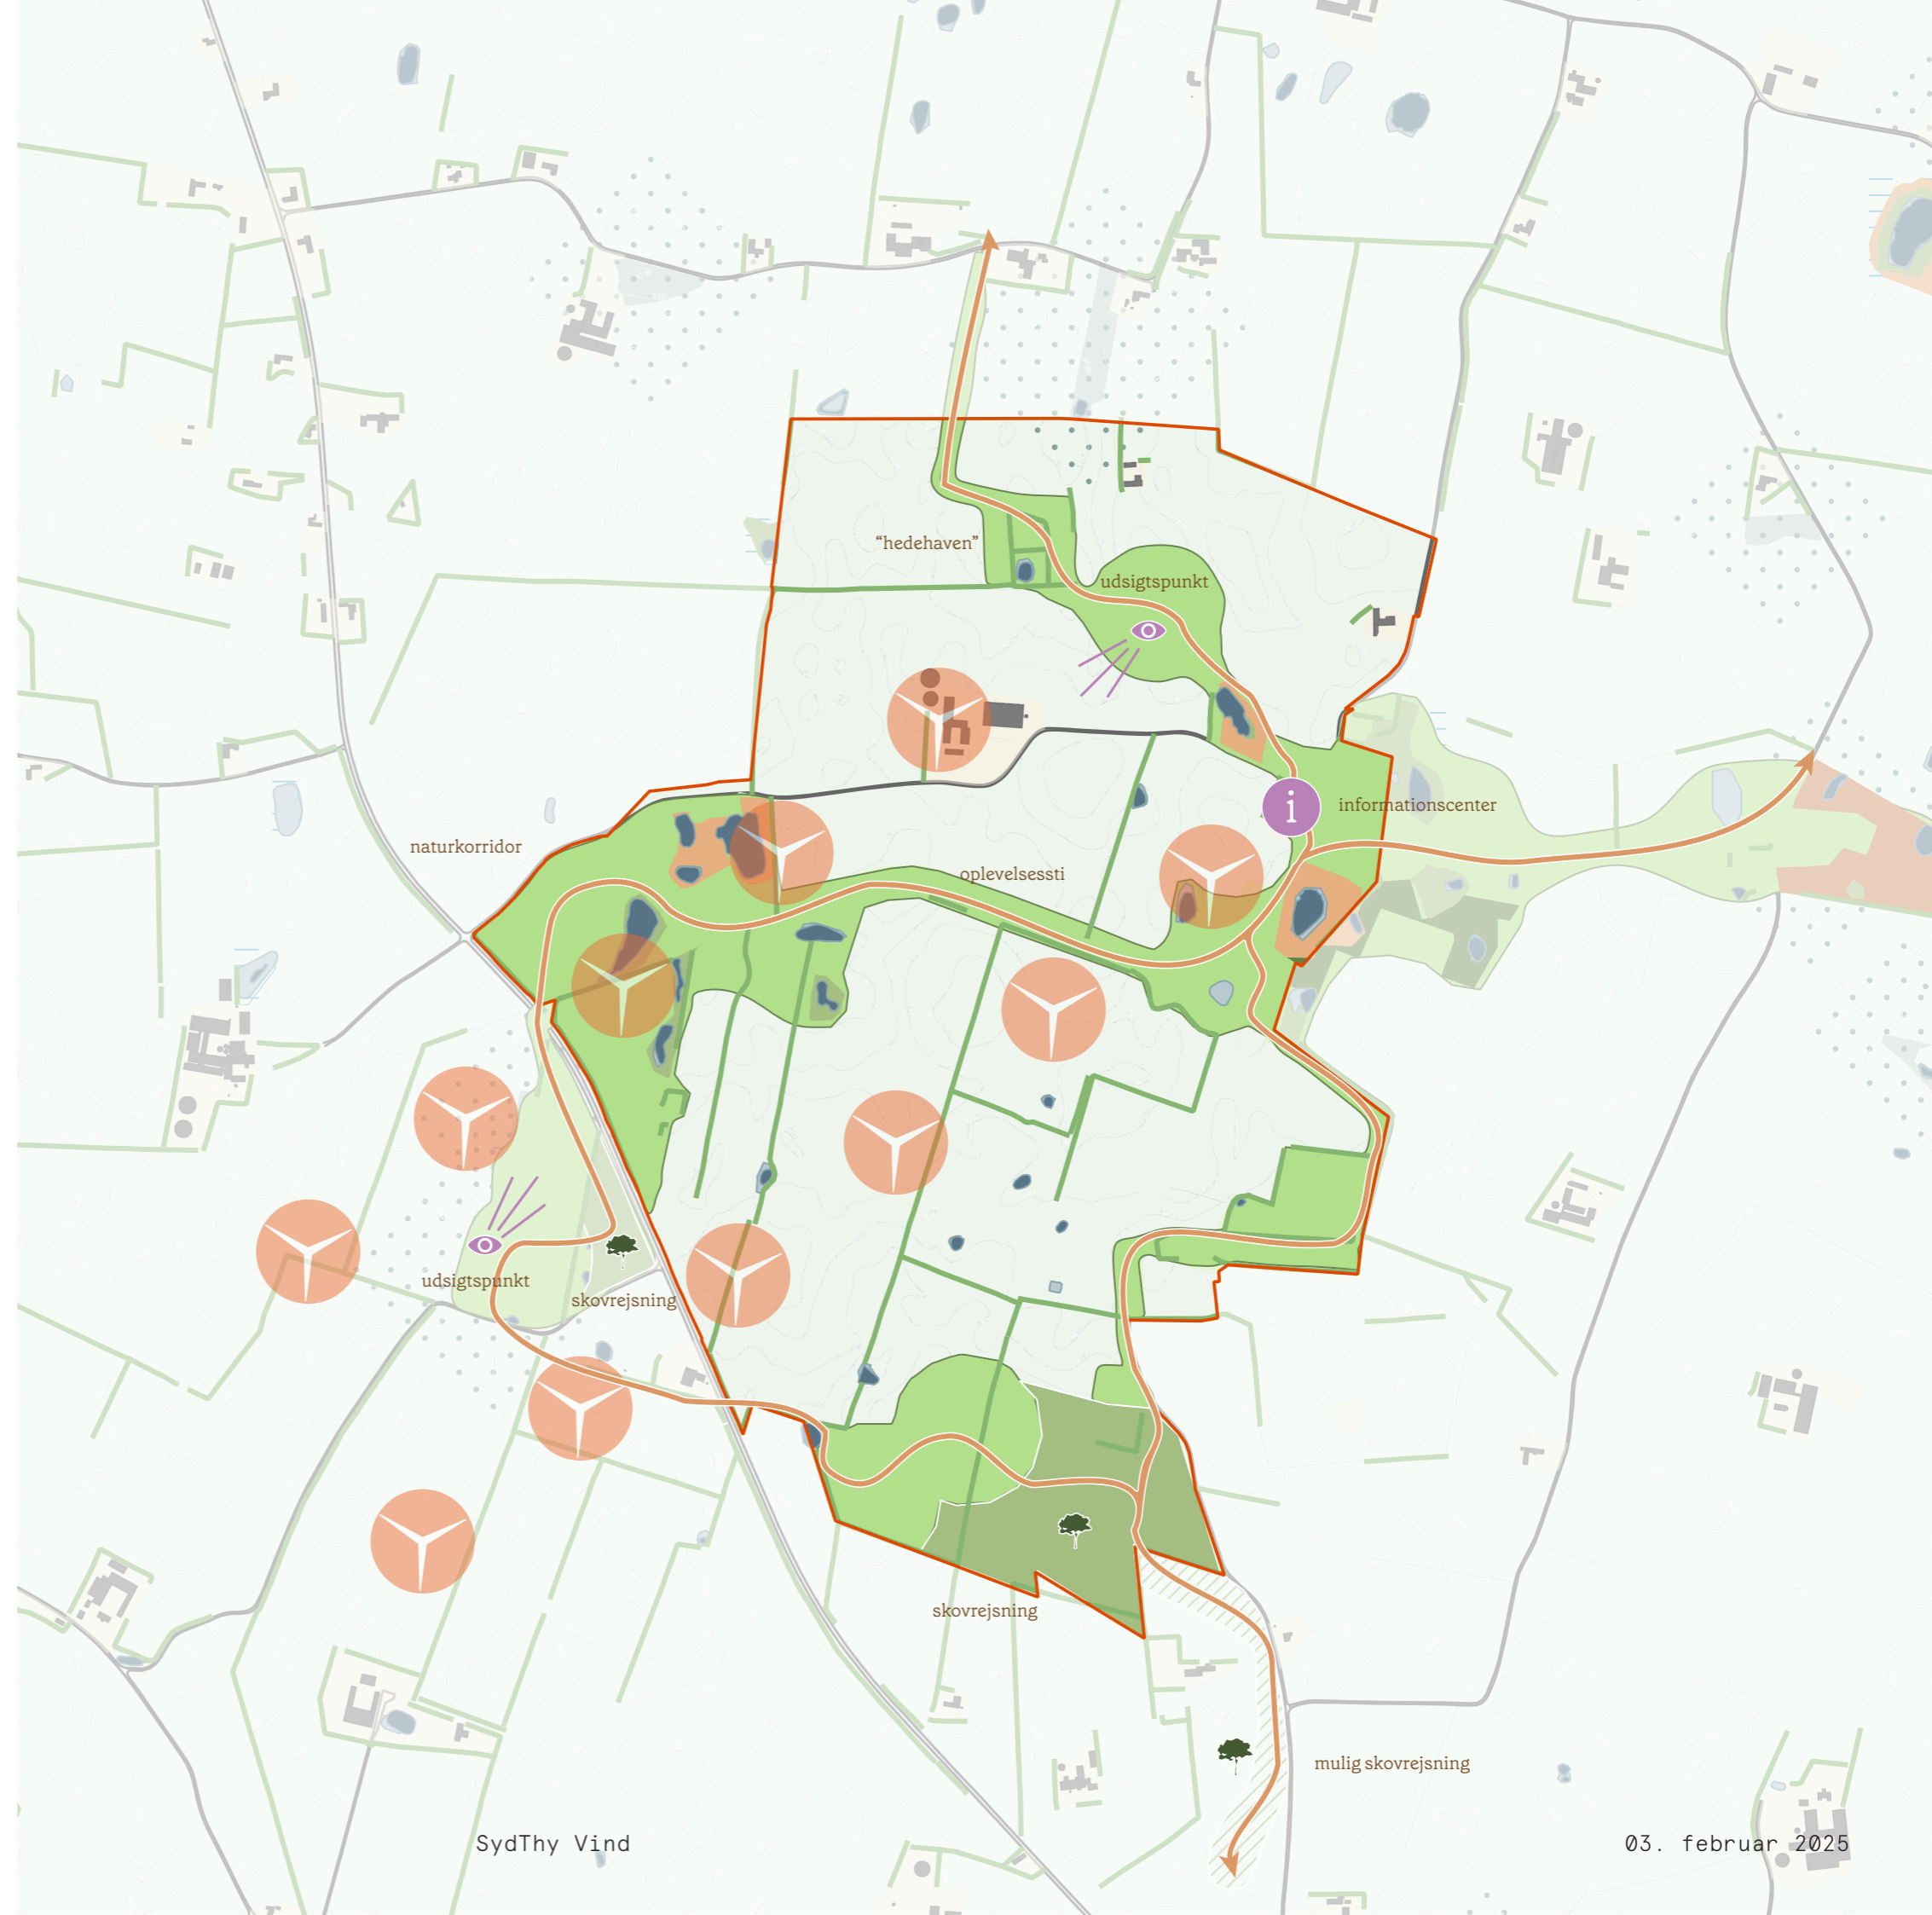 “hedehaven”
udsigtspunkt
informationscenter
naturkorridor
oplevelsessti
udsigtspunkt
skovrejsning
skovrejsning
mulig skovrejsning
SydThy Vind
03. februar 2025
i